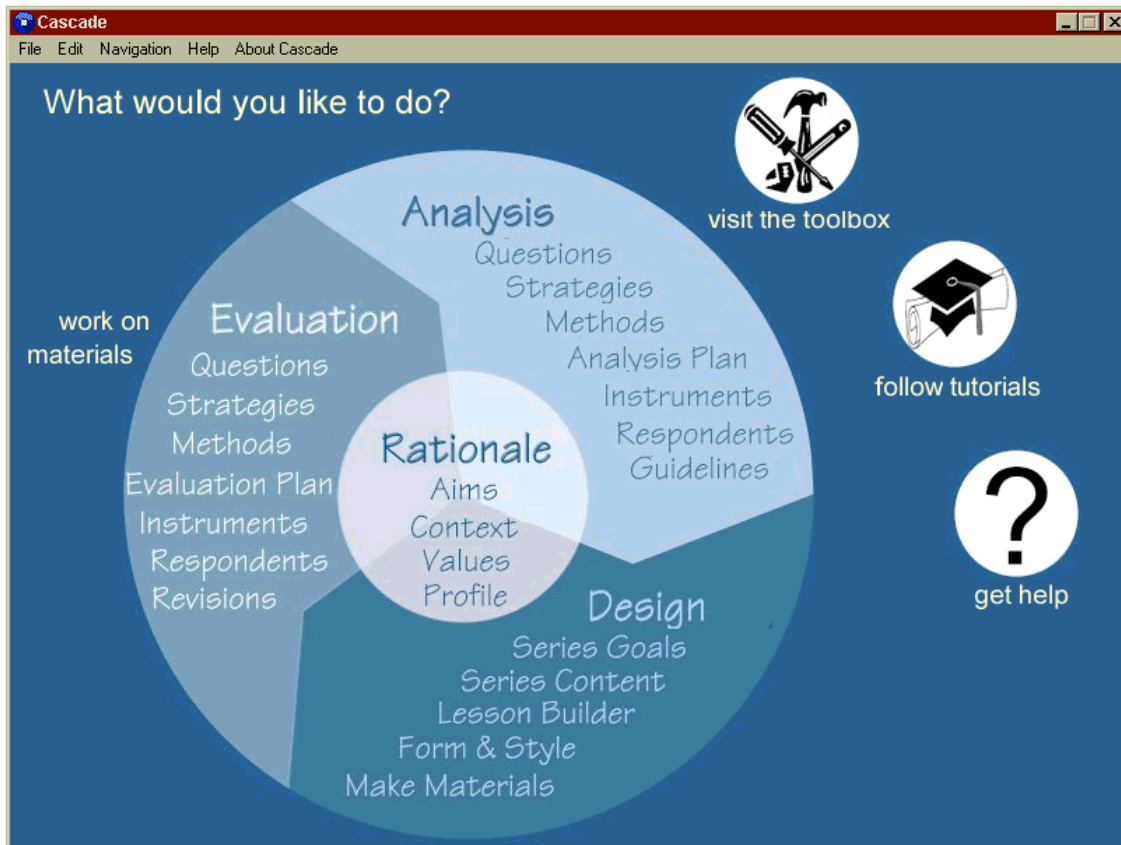 Cascade
File Edit Navigation Help About Cascade
What would you like to do?
visit the toolbox
follow tutorials
get help
work on
materials
Analysis
Questions
Strategies
Methods
Analysis Plan
Instruments
Respondents
Guidelines
Evaluation
Questions
Strategies
Methods
Evaluation Plan
Instruments
Respondents
Revisions
Rationale
Aims
Context
Values
Profile
Design
Series Goals
Series Content
Lesson Builder
Form & Style
Make Materials